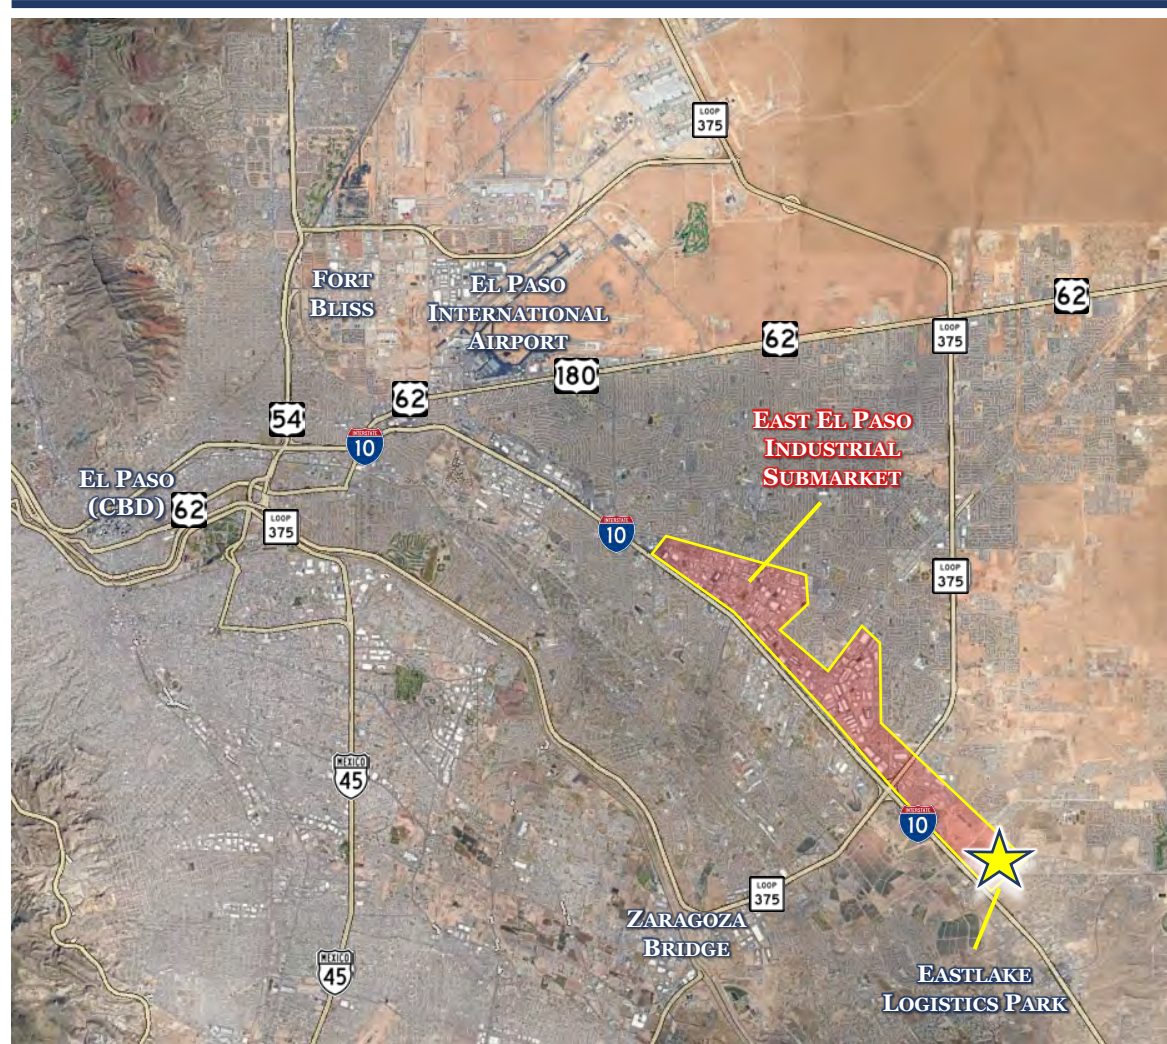 LOOP
375
FORT
BLISS
EL PASO
INTERNATIONAL
AIRPORT
62
62
LOOP
375
180
62
54
INTERSTATE
10
EAST EL PASO
INDUSTRIAL
SUBMARKET
EL PASO
(CBD)
62
LOOP
375
INTERSTATE
10
LOOP
375
MEXICO
45
INTERSTATE
10
LOOP
375
ZARAGOZA
BRIDGE
MEXICO
45
EASTLAKE
LOGISTICS PARK